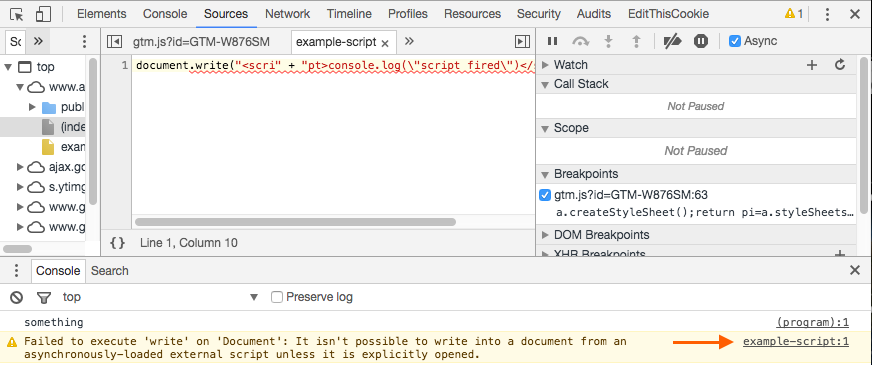 Elements Console Sources Network Timeline Profiles Resources Security Audits EditThisCookie 1
gtm.js?id=GTM-W876SM example-script × » Async
top
www.a
publ
(inde
exam
ajax.go
s.ytimg
www.g
www.g
1 document.write("<scri" + "pt>console.log(\"script fired\")</s
{} Line 1, Column 10
Watch
Call Stack
Not Paused
Scope
Not Paused
Breakpoints
gtm.js?id=GTM-W876SM:63
a.createStyleSheet();return pi=a.styleSheets…
DOM Breakpoints
XHR Breakpoints
Console Search
top Preserve log
something (program):1
Failed to execute 'write' on 'Document': It isn't possible to write into a document from an example-script:1
asynchronously-loaded external script unless it is explicitly opened.